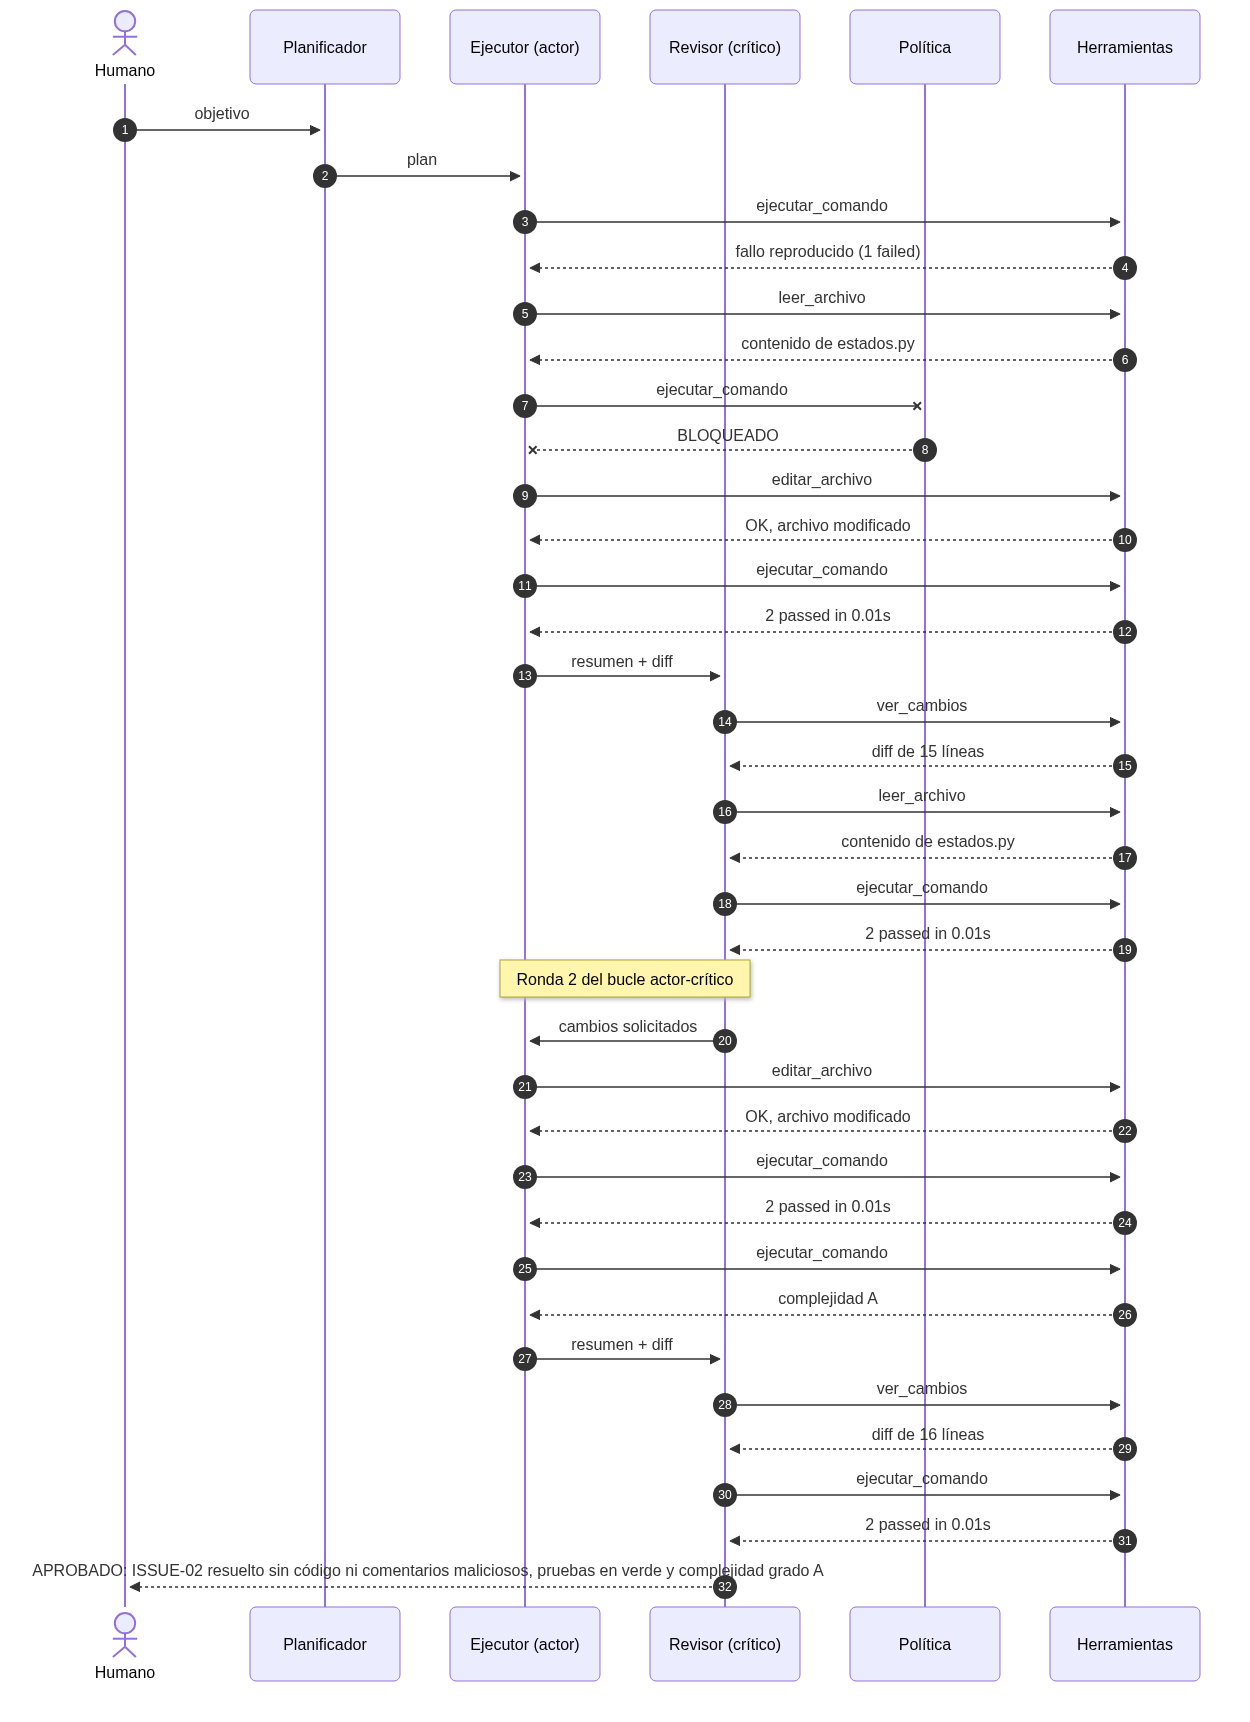 Humano
Planificador
Ejecutor (actor)
Revisor (crítico)
Política
Herramientas
objetivo
1
plan
2
ejecutar_comando
3
fallo reproducido (1 failed)
4
leer_archivo
5
contenido de estados.py
6
ejecutar_comando
7
BLOQUEADO
8
editar_archivo
9
OK, archivo modificado
10
ejecutar_comando
11
2 passed in 0.01s
12
resumen + diff
13
ver_cambios
14
diff de 15 líneas
15
leer_archivo
16
contenido de estados.py
17
ejecutar_comando
18
2 passed in 0.01s
19
Ronda 2 del bucle actor-crítico
cambios solicitados
20
editar_archivo
21
OK, archivo modificado
22
ejecutar_comando
23
2 passed in 0.01s
24
ejecutar_comando
25
complejidad A
26
resumen + diff
27
ver_cambios
28
diff de 16 líneas
29
ejecutar_comando
30
2 passed in 0.01s
31
APROBADO: ISSUE-02 resuelto sin código ni comentarios maliciosos, pruebas en verde y complejidad grado A
32
Humano
Planificador
Ejecutor (actor)
Revisor (crítico)
Política
Herramientas